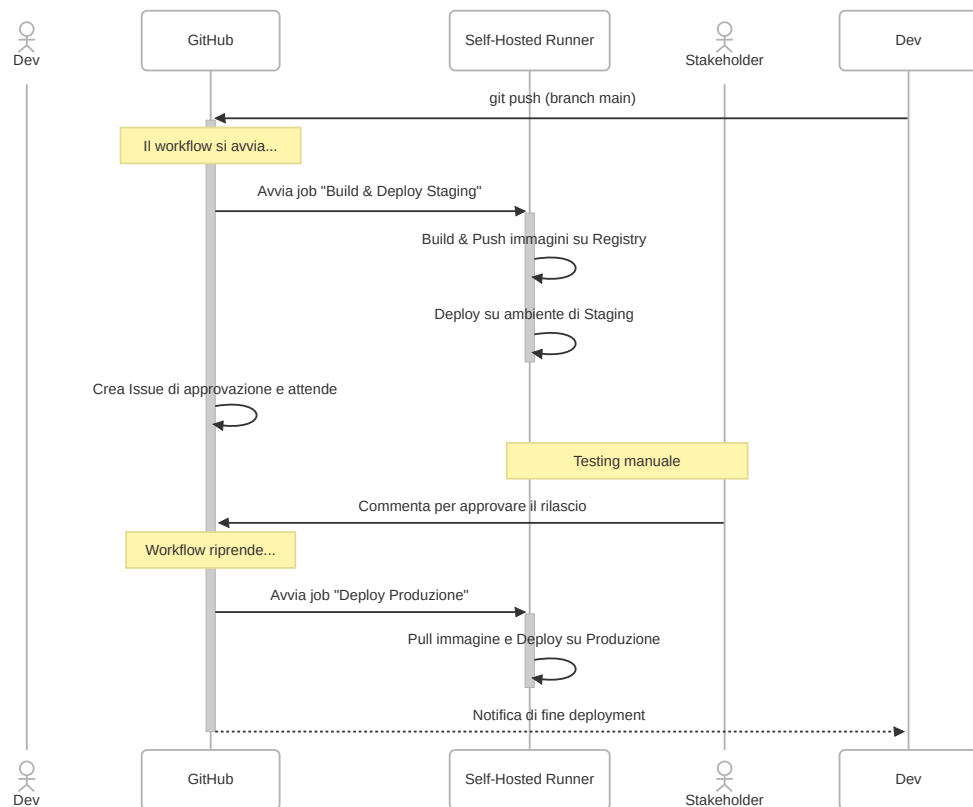 Dev
GitHub
Self-Hosted Runner
Stakeholder
Dev
git push (branch main)
Il workflow si avvia...
Avvia job "Build & Deploy Staging"
Build & Push immagini su Registry
Deploy su ambiente di Staging
Crea Issue di approvazione e attende
Testing manuale
Commenta per approvare il rilascio
Workflow riprende...
Avvia job "Deploy Produzione"
Pull immagine e Deploy su Produzione
Notifica di fine deployment
Dev
GitHub
Self-Hosted Runner
Stakeholder
Dev